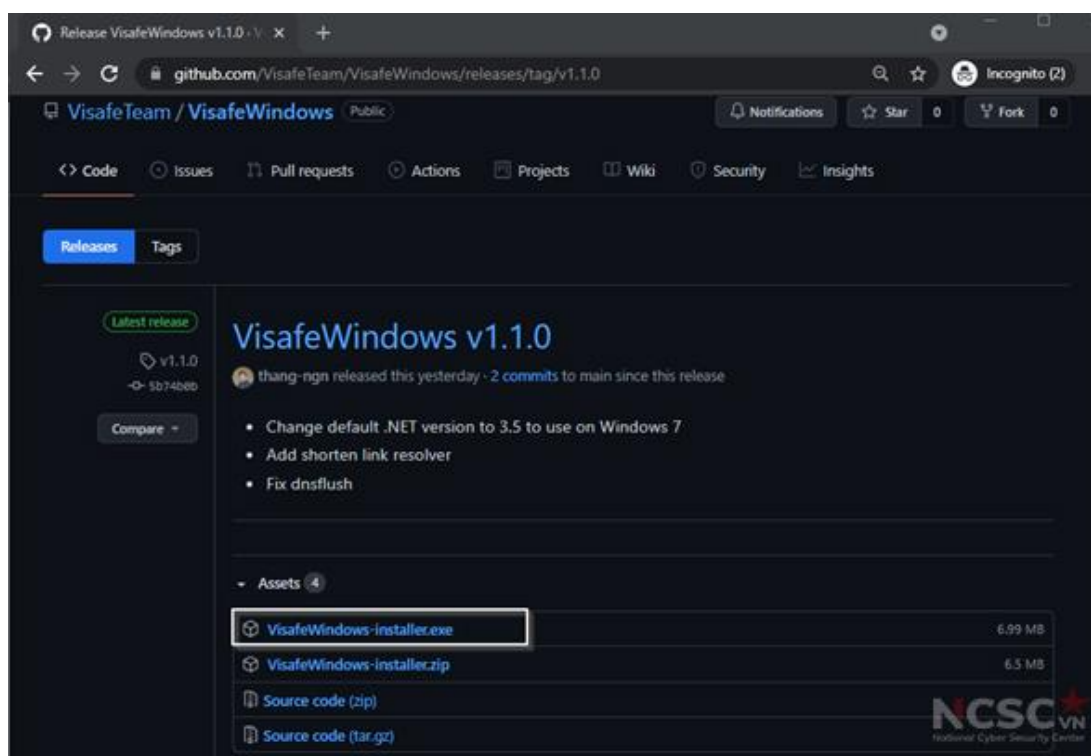 Release VisafeWindows v1.1.0 · V
github.com/VisafeTeam/VisafeWindows/releases/tag/v1.1.0
Incognito (2)
VisafeTeam / VisafeWindows Public
Notifications Star 0 Fork 0
Code Issues Pull requests Actions Projects Wiki Security Insights
Releases Tags
Latest release
v1.1.0
5b74beb
Compare
VisafeWindows v1.1.0
thang-ngn released this yesterday · 2 commits to main since this release
• Change default .NET version to 3.5 to use on Windows 7
• Add shorten link resolver
• Fix dnsflush
Assets 4
VisafeWindows-installer.exe 6.99 MB
VisafeWindows-installer.zip 6.5 MB
Source code (zip)
Source code (tar.gz)
NCSC.VN
National Cyber Security Center